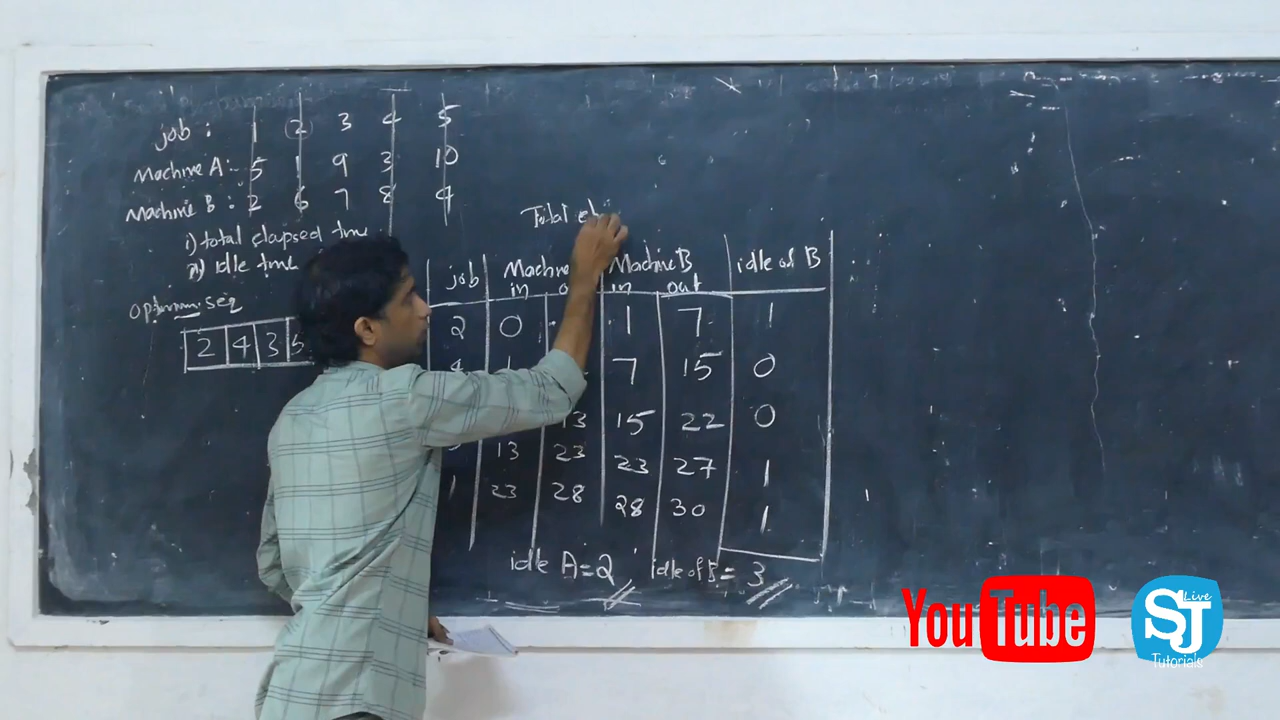 job : 1 2 3 4 5
Machine A:- 5 1 9 3 10
Machine B : 2 6 7 8 4
i) total elapsed time
ii) Idle time
Optimum seq
2 4 3 5
Total
job Machine Machine B idle of B
in in out
2 0 1 7 1
7 15 0
13 15 22 0
13 23 23 27 1
1 23 28 28 30 1
idle A = 2 idle of B = 3
YouTube
SJ Live
Tutorials